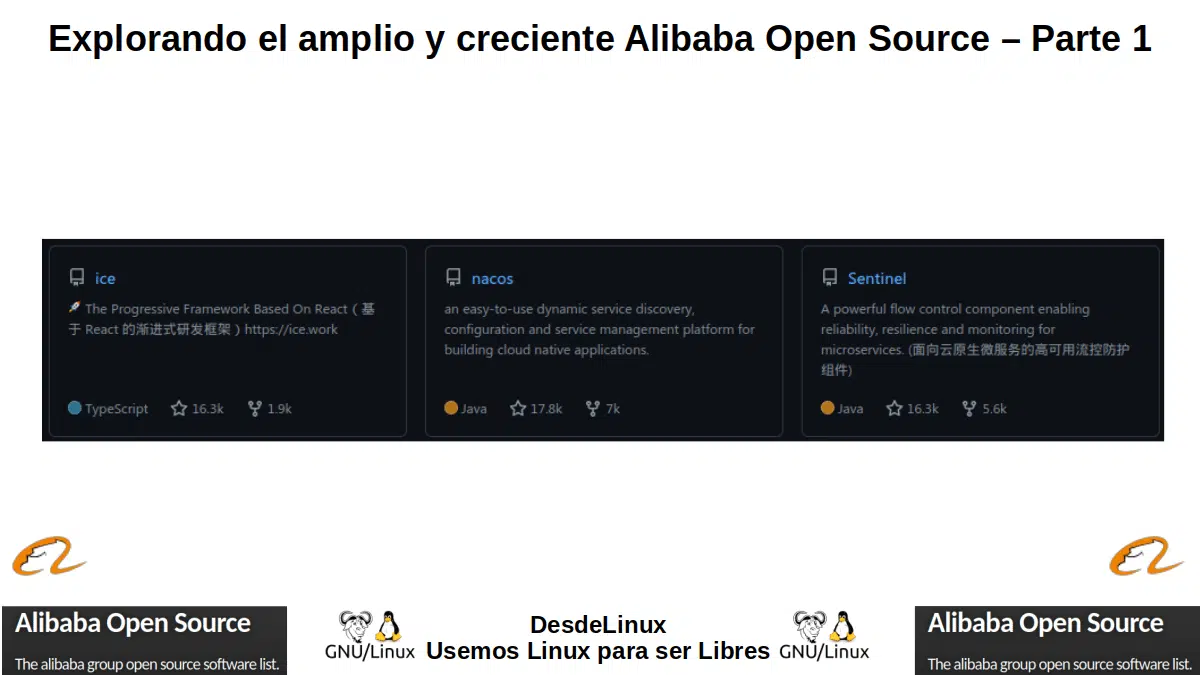 Explorando el amplio y creciente Alibaba Open Source – Parte 1
ice
The Progressive Framework Based On React ( 基
于 React 的渐进式研发框架 ) https://ice.work
TypeScript 16.3k 1.9k
nacos
an easy-to-use dynamic service discovery,
configuration and service management platform for
building cloud native applications.
Java 17.8k 7k
Sentinel
A powerful flow control component enabling
reliability, resilience and monitoring for
microservices. (面向云原生微服务的高可用流控防护
组件)
Java 16.3k 5.6k
Alibaba Open Source
The alibaba group open source software list.
GNU/Linux
DesdeLinux
Usemos Linux para ser Libres
GNU/Linux
Alibaba Open Source
The alibaba group open source software list.